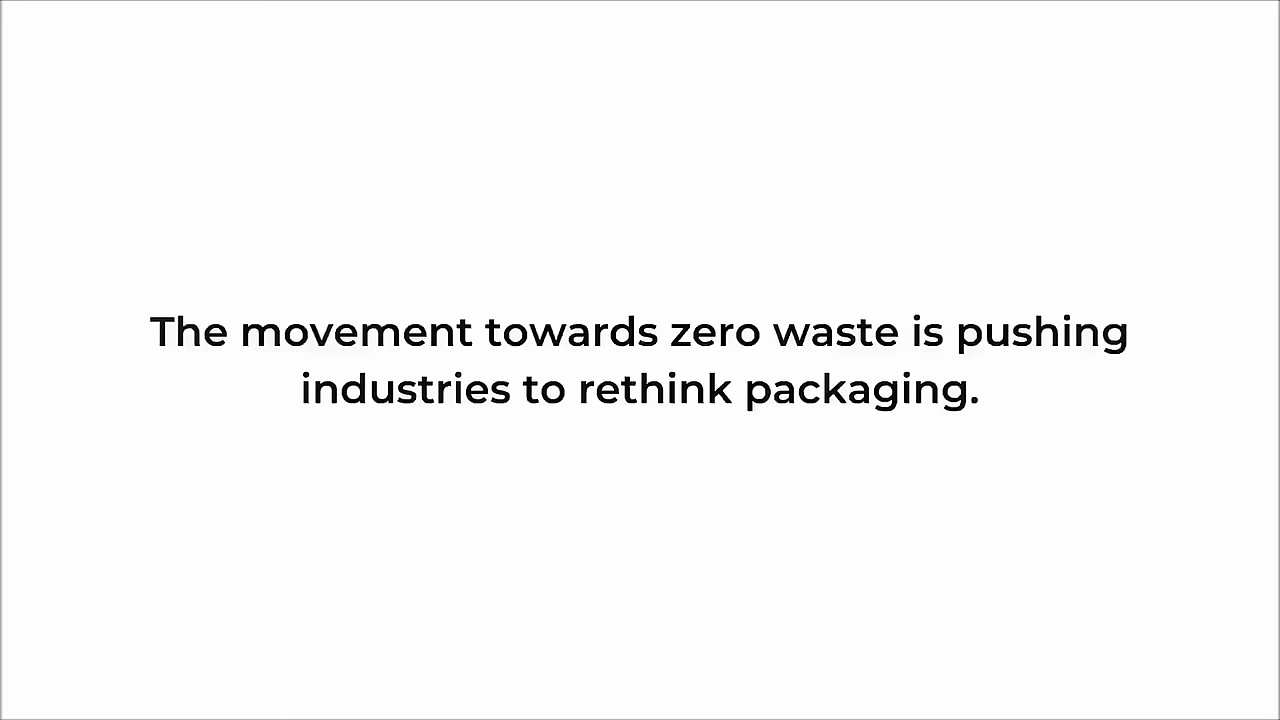 The movement towards zero waste is pushing
industries to rethink packaging.